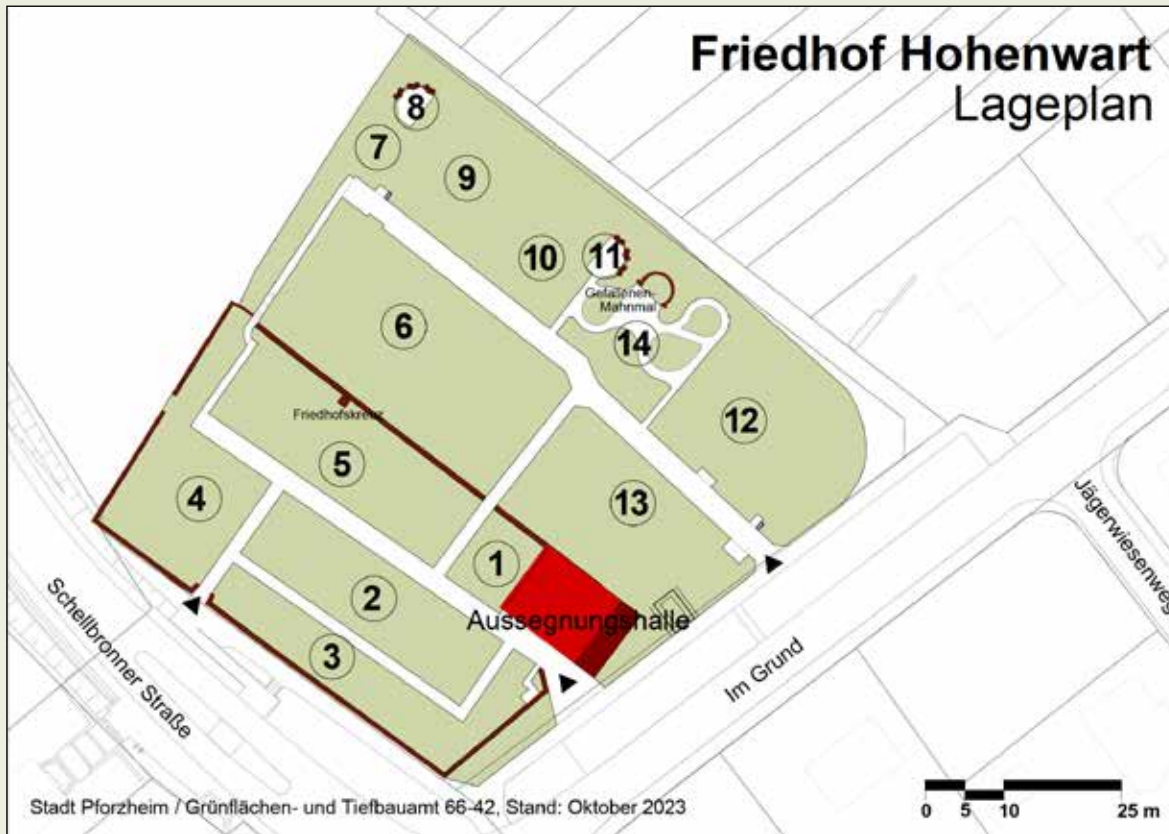 Friedhof Hohenwart
Lageplan
8
7
9
10
11
Gefallenen-
Mahnmal
14
6
12
Friedhofskreuz
5
13
4
1
2
Aussegnungshalle
3
Schellbronner Straße
Im Grund
Jägerwiesenweg
Stadt Pforzheim / Grünflächen- und Tiefbauamt 66-42, Stand: Oktober 2023
0 5 10 25 m